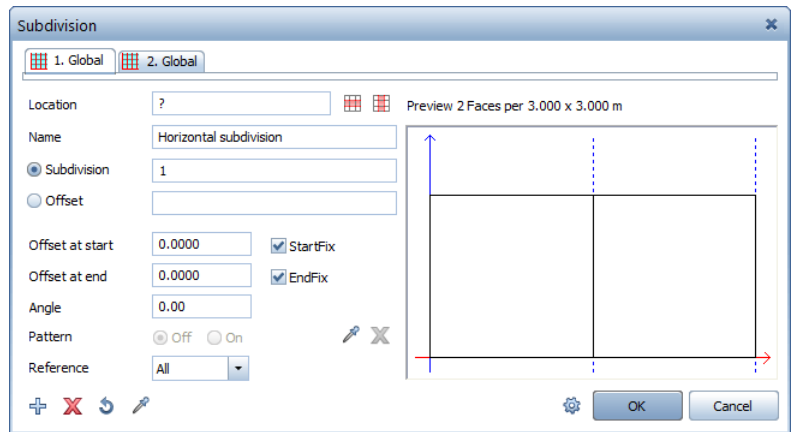 Subdivision
1. Global 2. Global
Location ? Preview 2 Faces per 3.000 x 3.000 m
Name Horizontal subdivision
Subdivision 1
Offset
Offset at start 0.0000 StartFix
Offset at end 0.0000 EndFix
Angle 0.00
Pattern Off On
Reference All
OK Cancel